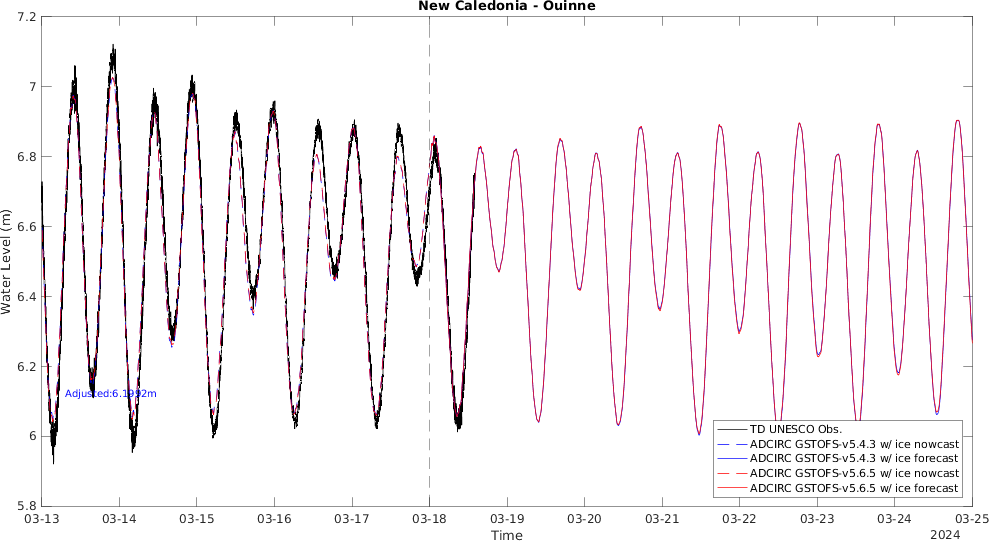 New Caledonia - Ouinne
7.2
7
6.8
6.6
6.4
6.2
6
5.8
Water Level (m)
Adjusted:6.1992m
TD UNESCO Obs.
ADCIRC GSTOFS-v5.4.3 w/ ice nowcast
ADCIRC GSTOFS-v5.4.3 w/ ice forecast
ADCIRC GSTOFS-v5.6.5 w/ ice nowcast
ADCIRC GSTOFS-v5.6.5 w/ ice forecast
03-13 03-14 03-15 03-16 03-17 03-18 03-19 03-20 03-21 03-22 03-23 03-24 03-25
Time
2024